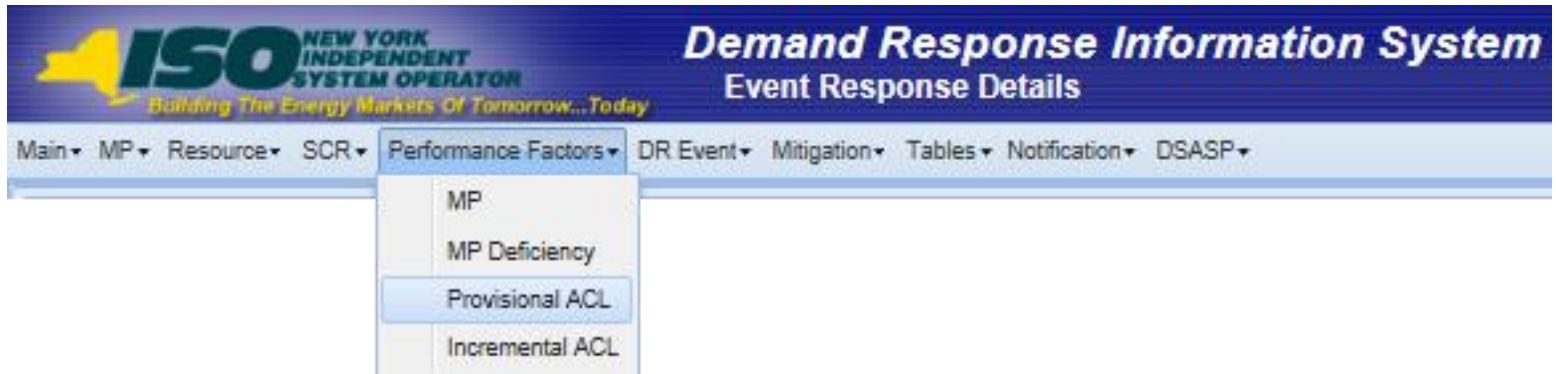 ISO NEW YORK
INDEPENDENT
SYSTEM OPERATOR
Building The Energy Markets Of Tomorrow...Today
Demand Response Information System
Event Response Details
Main MP Resource SCR Performance Factors DR Event Mitigation Tables Notification DSASP
MP
MP Deficiency
Provisional ACL
Incremental ACL